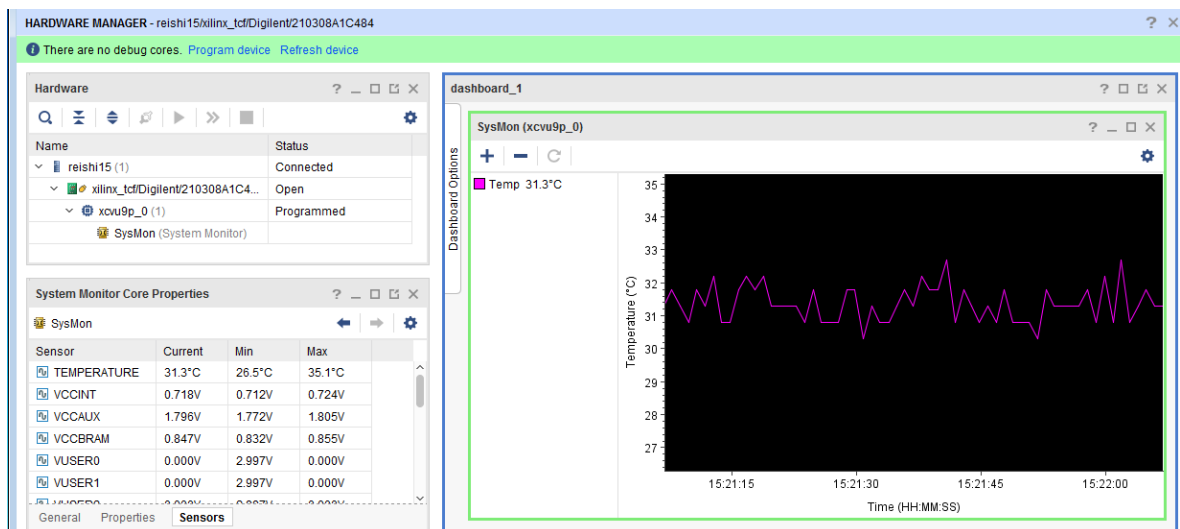 HARDWARE MANAGER - reishi15/xilinx_tcf/Digilent/210308A1C484
There are no debug cores. Program device Refresh device
Hardware
Name Status
reishi15 (1) Connected
xilinx_tcf/Digilent/210308A1C4... Open
xcvu9p_0 (1) Programmed
SysMon (System Monitor)
System Monitor Core Properties
SysMon
Sensor Current Min Max
TEMPERATURE 31.3°C 26.5°C 35.1°C
VCCINT 0.718V 0.712V 0.724V
VCCAUX 1.796V 1.772V 1.805V
VCCBRAM 0.847V 0.832V 0.855V
VUSER0 0.000V 2.997V 0.000V
VUSER1 0.000V 2.997V 0.000V
General Properties Sensors
dashboard_1
Dashboard Options
SysMon (xcvu9p_0)
Temp 31.3°C
Temperature (°C)
35
34
33
32
31
30
29
28
27
15:21:15 15:21:30 15:21:45 15:22:00
Time (HH:MM:SS)